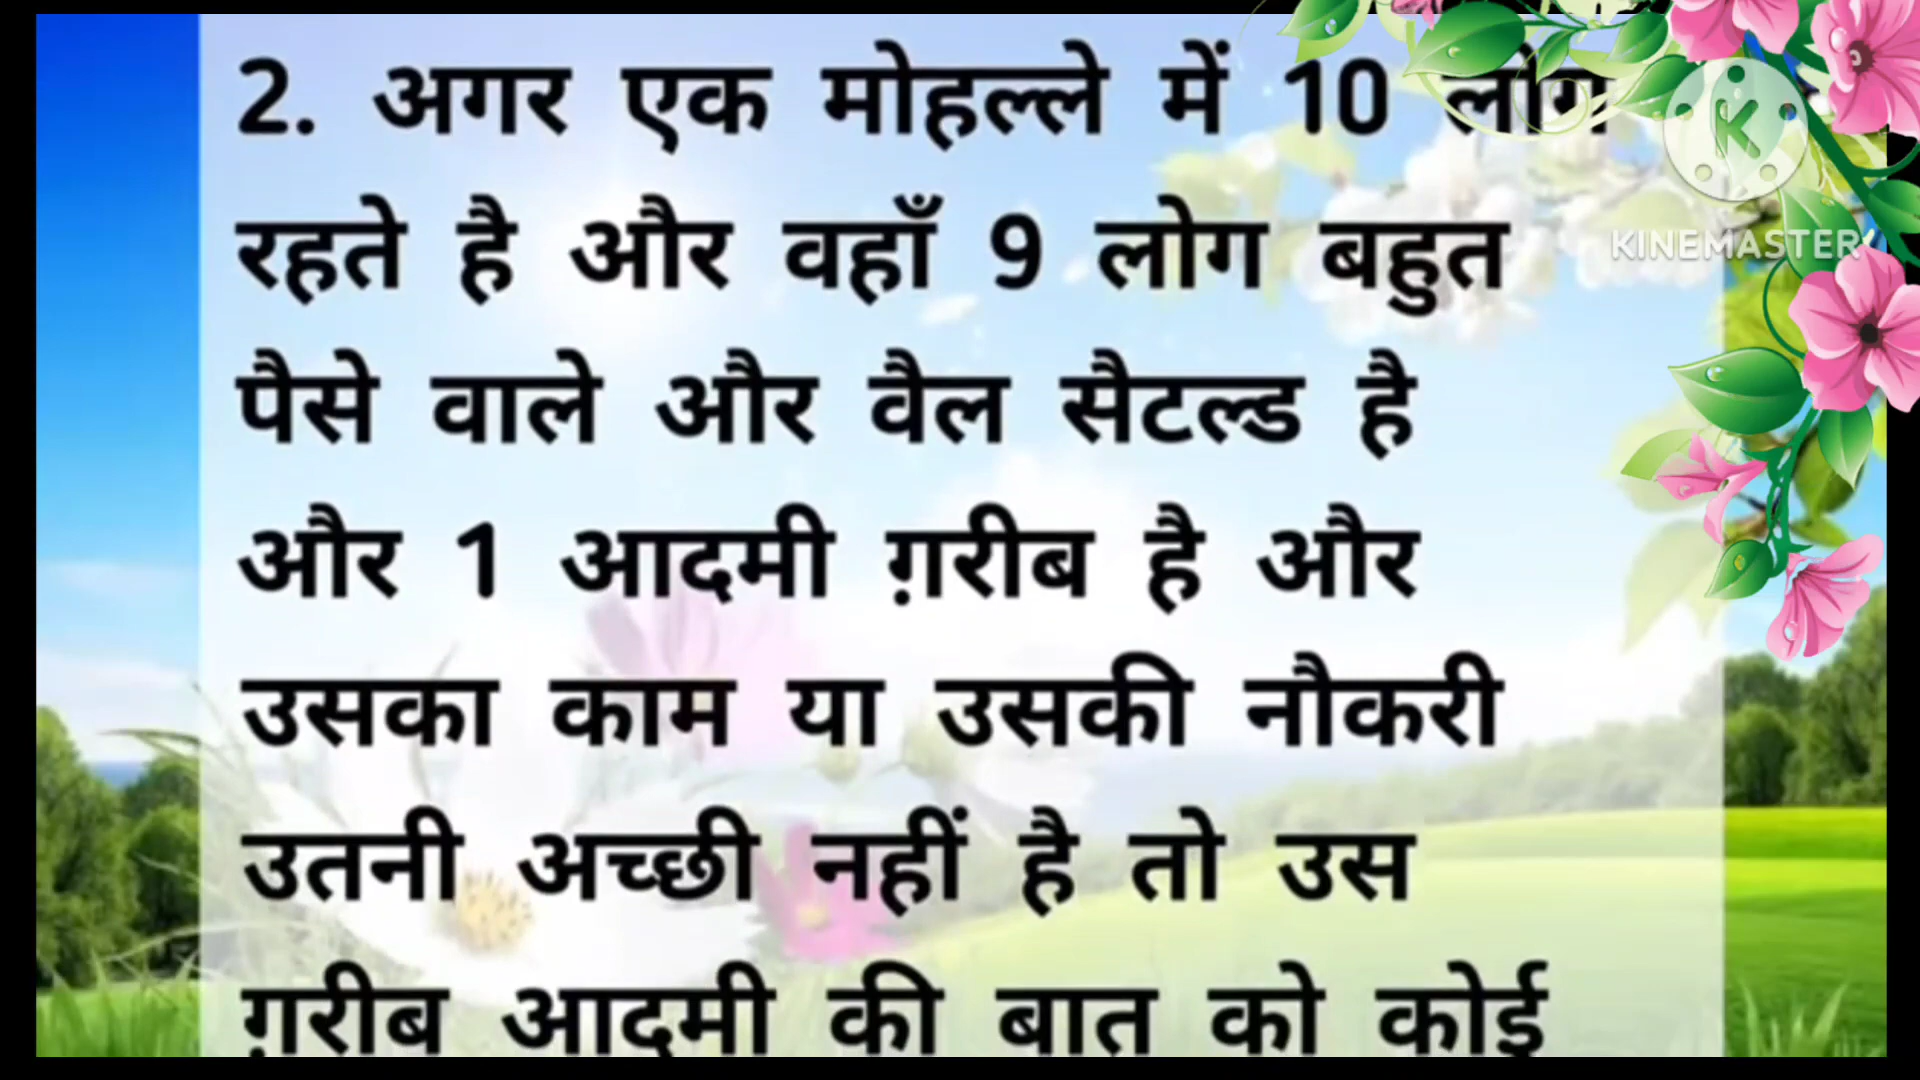 2. अगर एक मोहल्ले में 10 लोग
रहते है और वहाँ 9 लोग बहुत
पैसे वाले और वैल सैटल्ड है
और 1 आदमी ग़रीब है और
उसका काम या उसकी नौकरी
उतनी अच्छी नहीं है तो उस
ग़रीब आदमी की बात को कोई
K
KINEMASTER